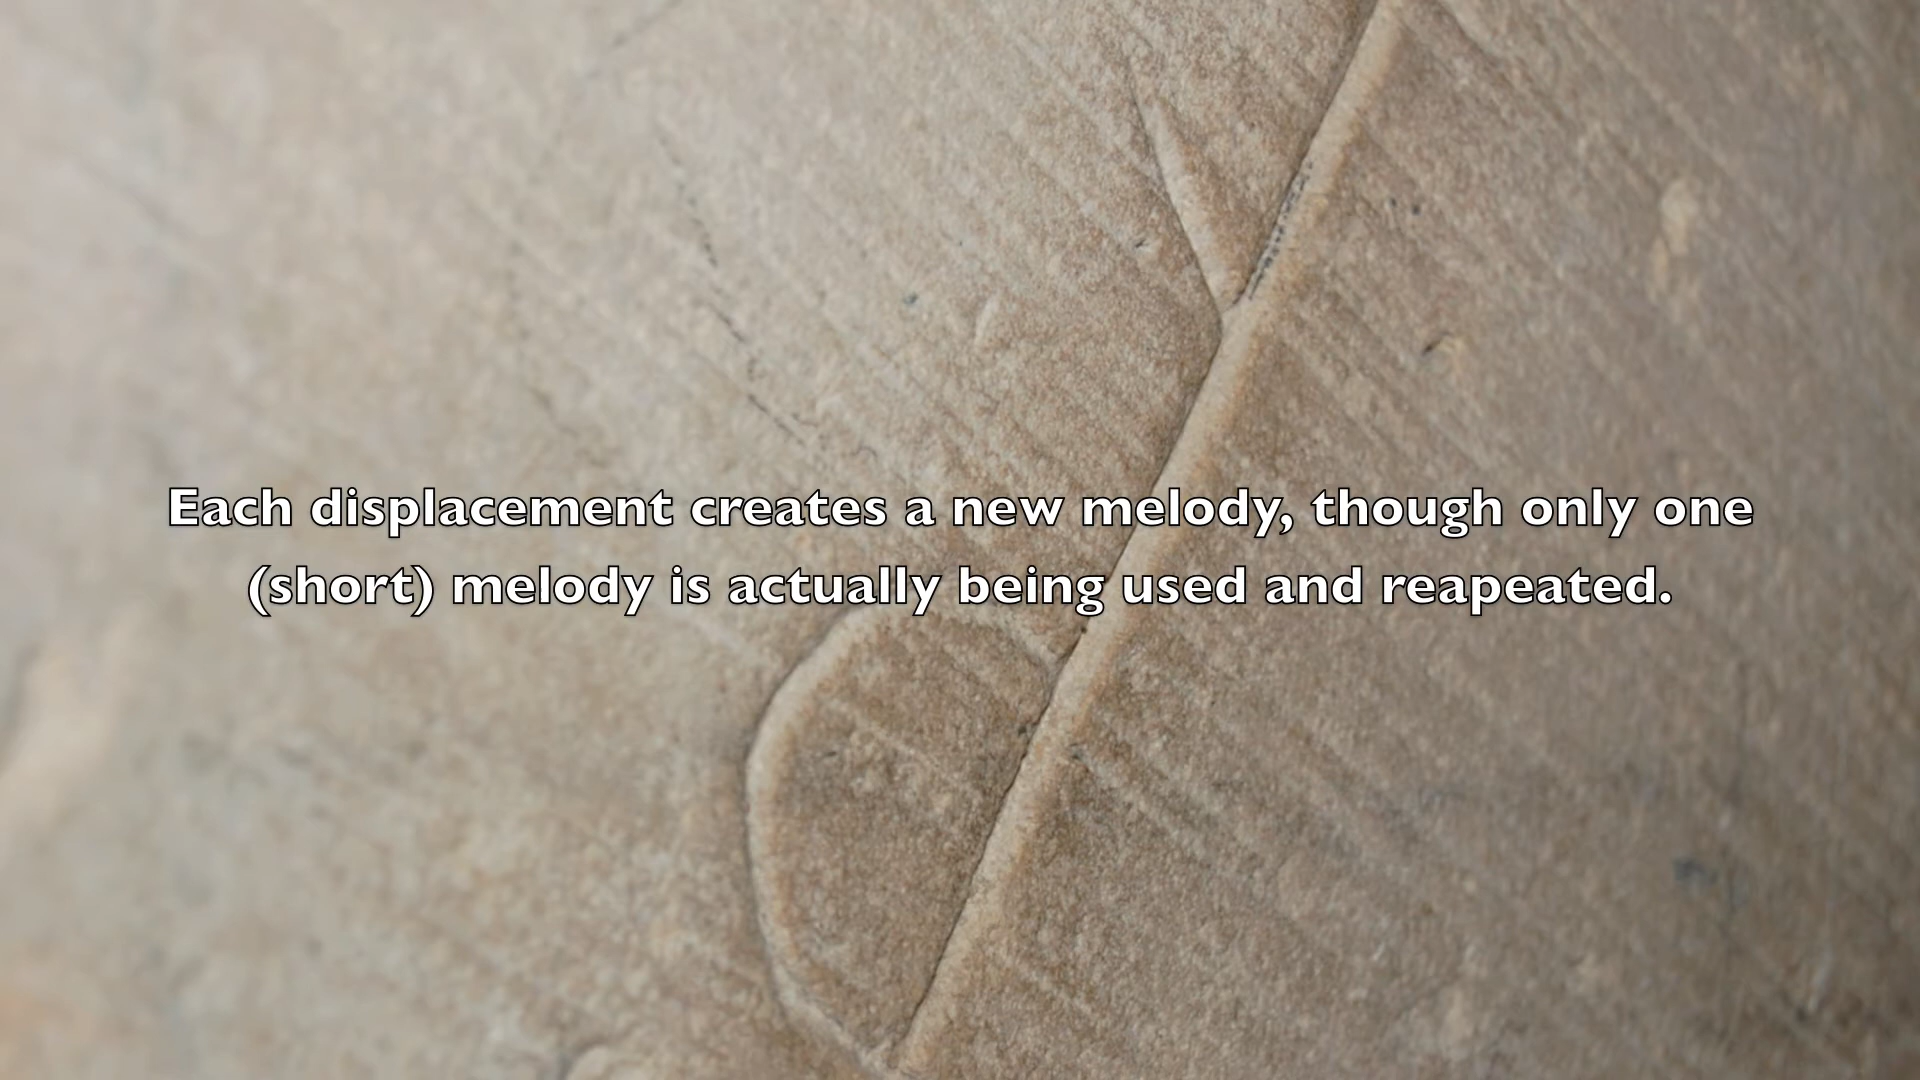 Each displacement creates a new melody, though only one
(short) melody is actually being used and reapeated.